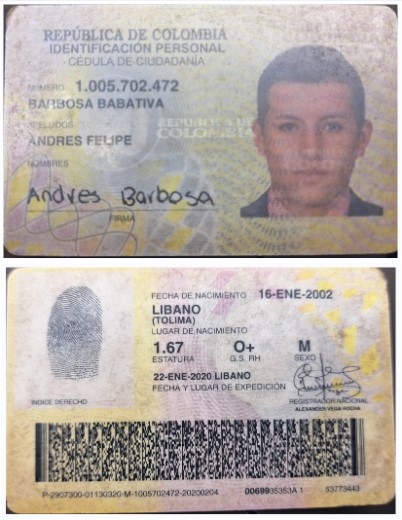 REPÚBLICA DE COLOMBIA
IDENTIFICACIÓN PERSONAL
CÉDULA DE CIUDADANÍA
NÚMERO 1.005.702.472
BARBOSA BABATIVA
APELLIDOS
ANDRES FELIPE
NOMBRES
REPÚBLICA DE
COLOMBIA
Andres Barbosa
FIRMA
FECHA DE NACIMIENTO 16-ENE-2002
LIBANO
(TOLIMA)
LUGAR DE NACIMIENTO
1.67 O+ M
ESTATURA G.S. RH SEXO
22-ENE-2020 LIBANO
FECHA Y LUGAR DE EXPEDICIÓN
INDICE DERECHO
REGISTRADOR NACIONAL
ALEXANDER VEGA ROCHA
P-2907300-01130320-M-1005702472-20200204 0069935353A 1 53773443